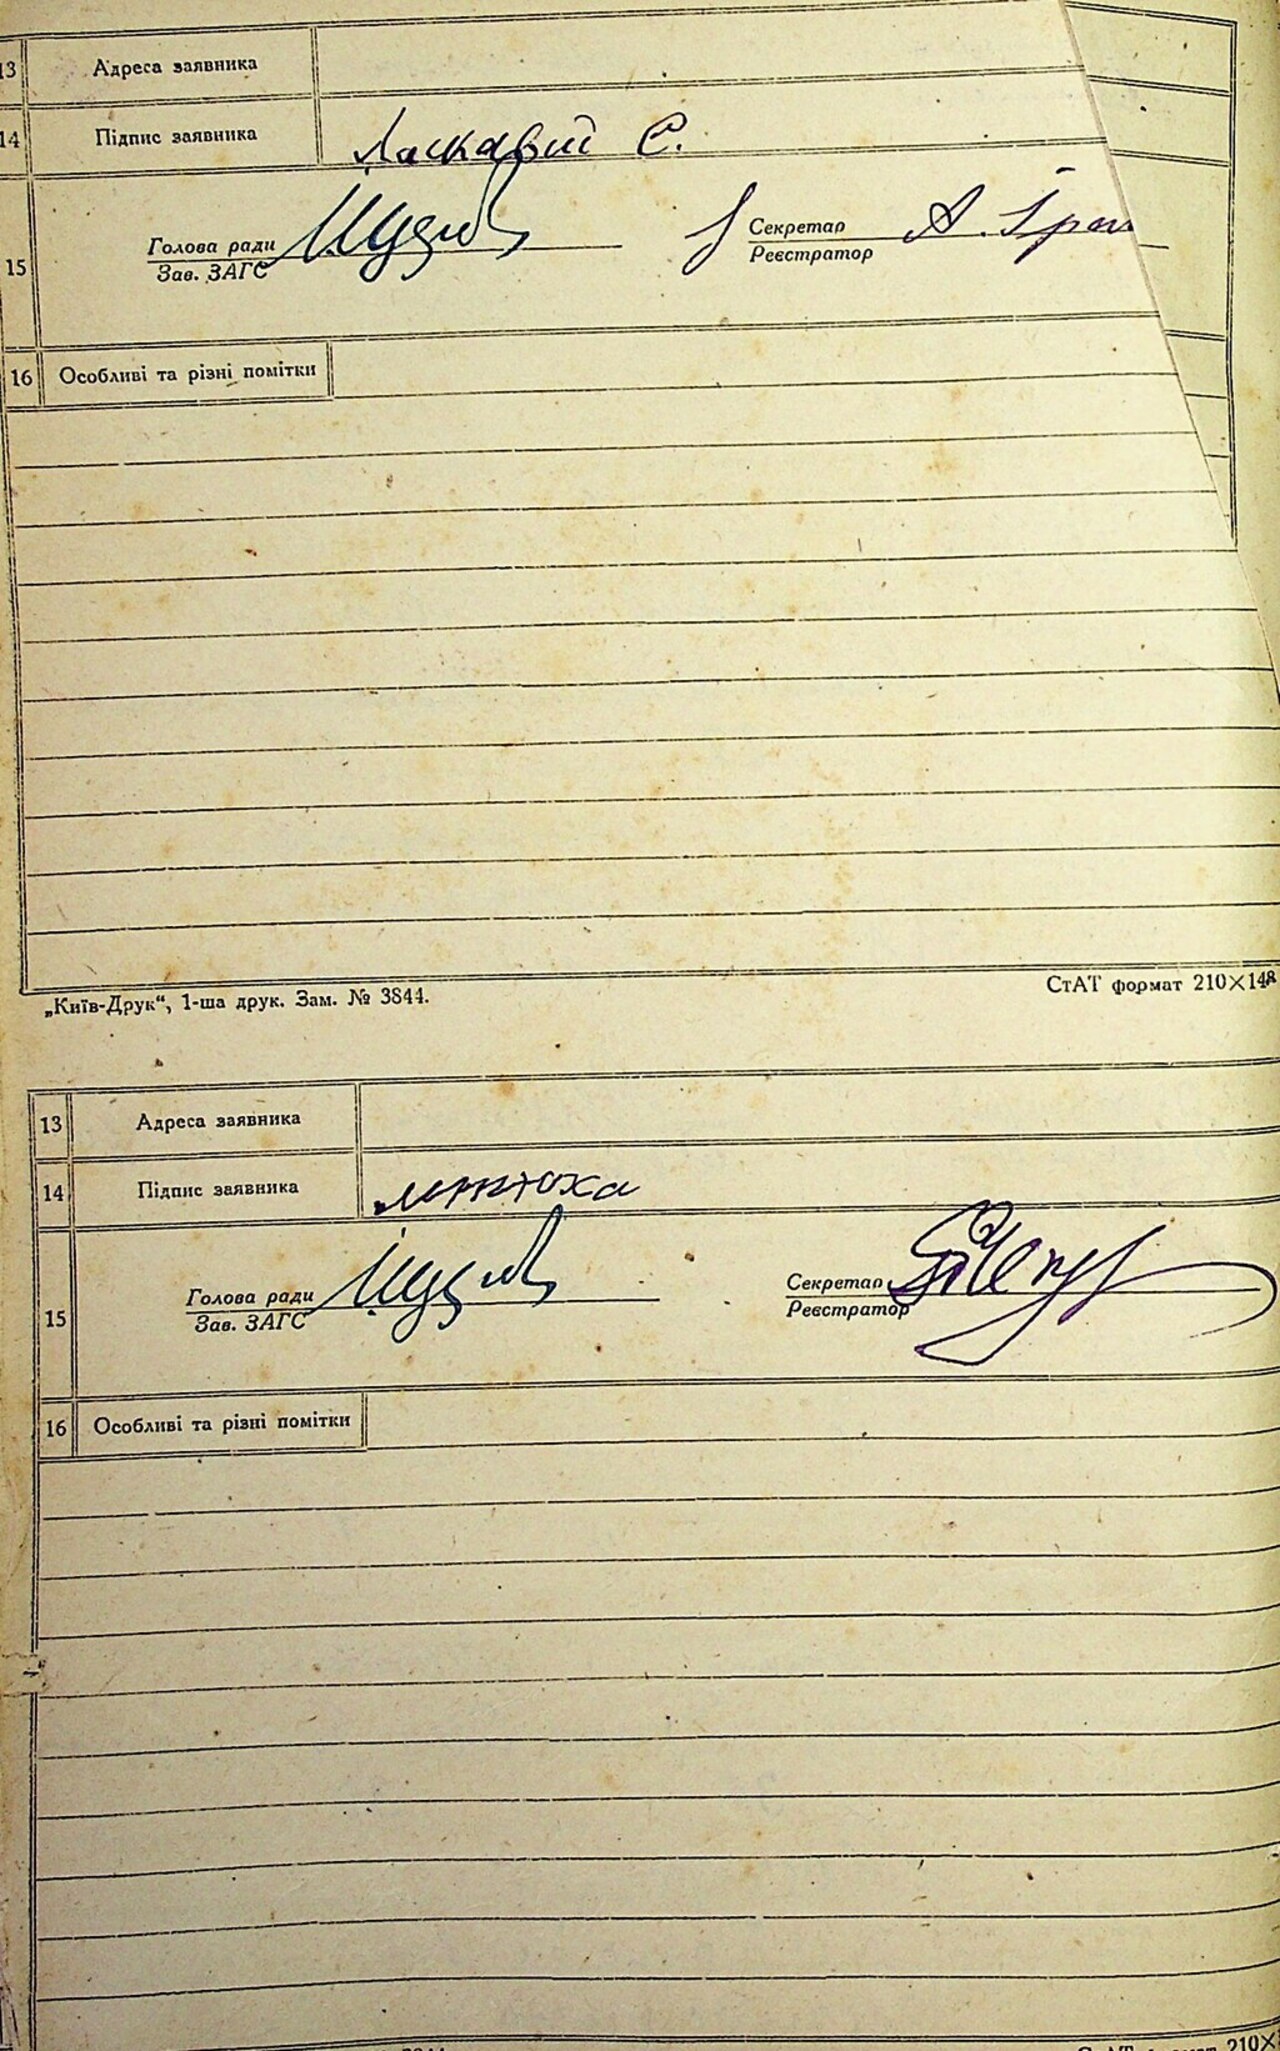 13 Адреса заявника
14 Підпис заявника Ласкавий Є.
15 Голова ради Секретар А.
Зав. ЗАГС Реєстратор
16 Особливі та різні помітки
„Київ-Друк“, 1-ша друк. Зам. № 3844. СтАТ формат 210×148
13 Адреса заявника
14 Підпис заявника
15 Голова ради Секретар
Зав. ЗАГС Реєстратор
16 Особливі та різні помітки